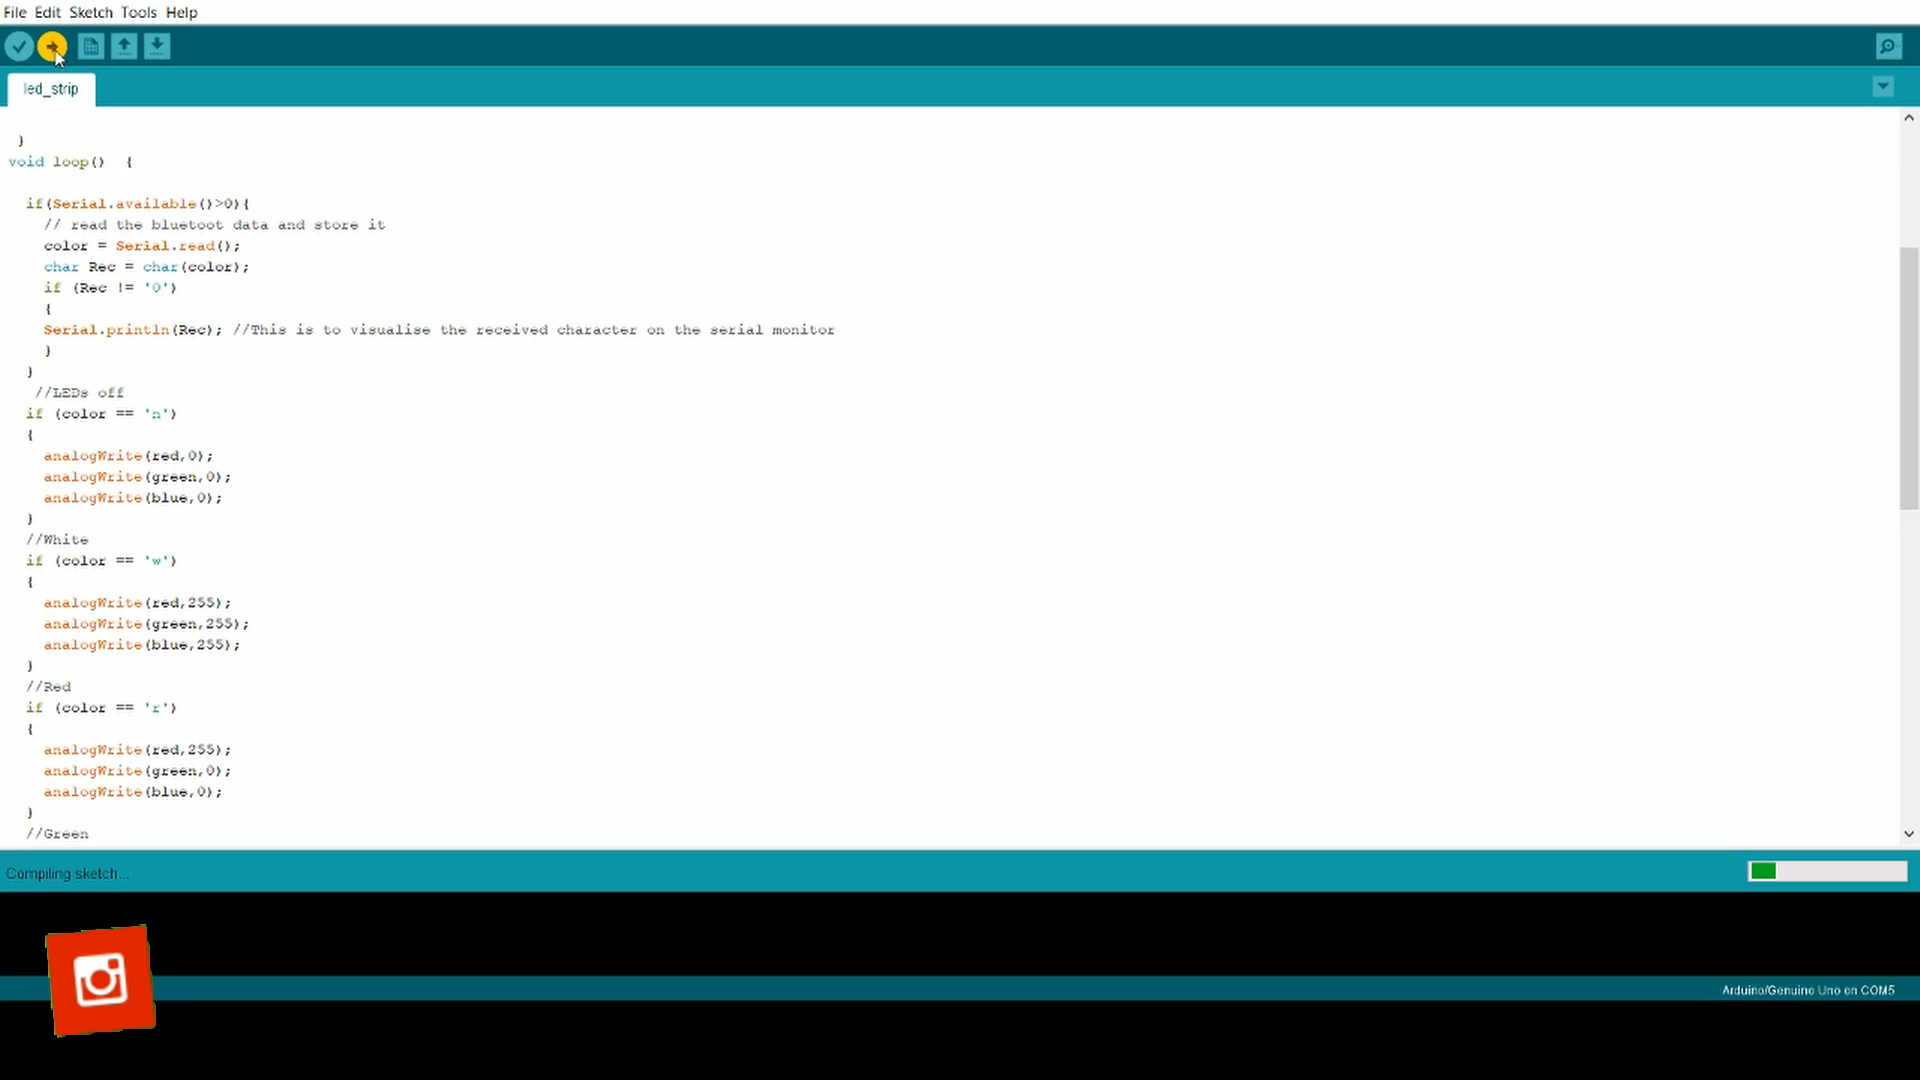 File Edit Sketch Tools Help
led_strip
}
void loop()  {
if(Serial.available()>0){
// read the bluetoot data and store it
color = Serial.read();
char Rec = char(color);
if (Rec != '0')
{
Serial.println(Rec); //This is to visualise the received character on the serial monitor
}
}
//LEDs off
if (color == 'n')
{
analogWrite(red,0);
analogWrite(green,0);
analogWrite(blue,0);
}
//White
if (color == 'w')
{
analogWrite(red,255);
analogWrite(green,255);
analogWrite(blue,255);
}
//Red
if (color == 'r')
{
analogWrite(red,255);
analogWrite(green,0);
analogWrite(blue,0);
}
//Green
Compiling sketch...
Arduino/Genuino Uno on COM5